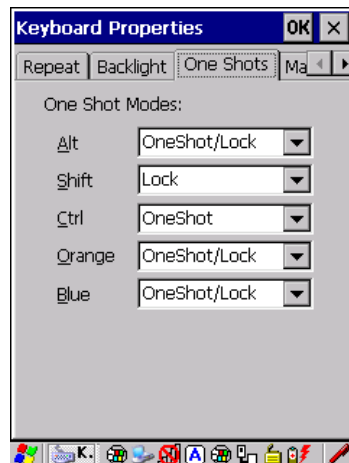 Keyboard Properties OK ×
Repeat Backlight One Shots Ma
One Shot Modes:
Alt OneShot/Lock
Shift Lock
Ctrl OneShot
Orange OneShot/Lock
Blue OneShot/Lock
K. A